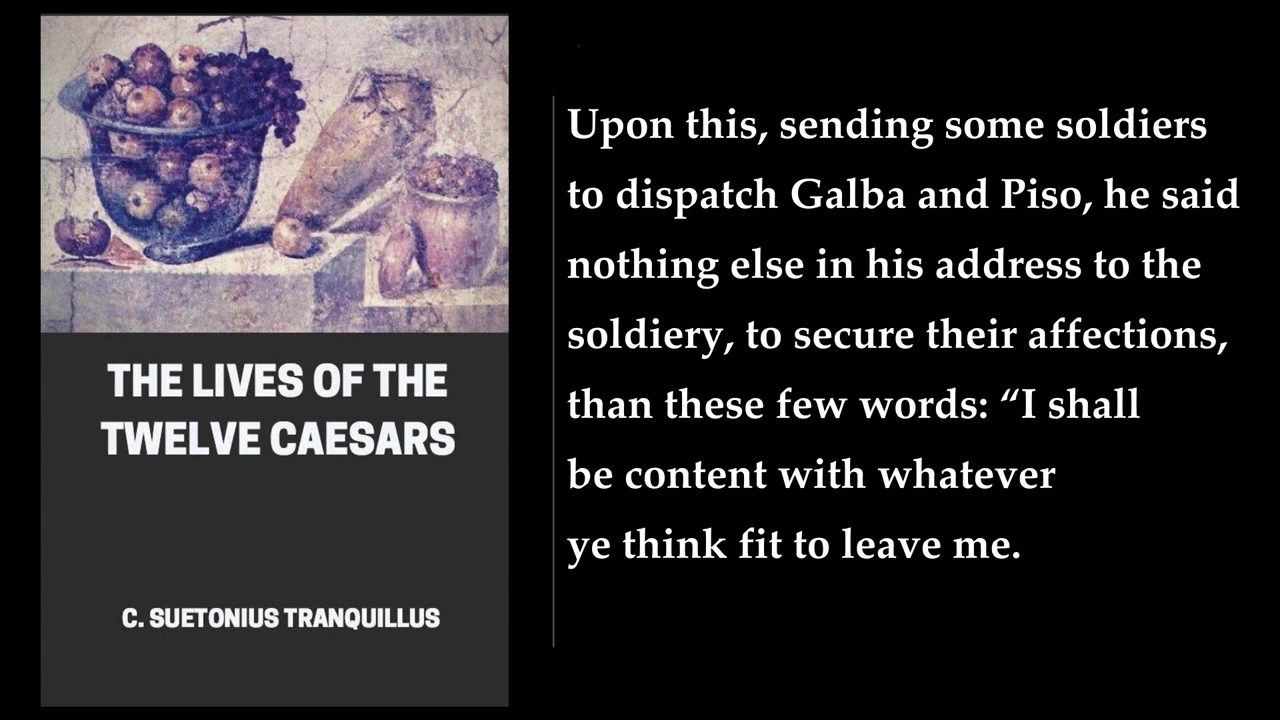 THE LIVES OF THE
TWELVE CAESARS
C. SUETONIUS TRANQUILLUS
Upon this, sending some soldiers
to dispatch Galba and Piso, he said
nothing else in his address to the
soldiery, to secure their affections,
than these few words: “I shall
be content with whatever
ye think fit to leave me.